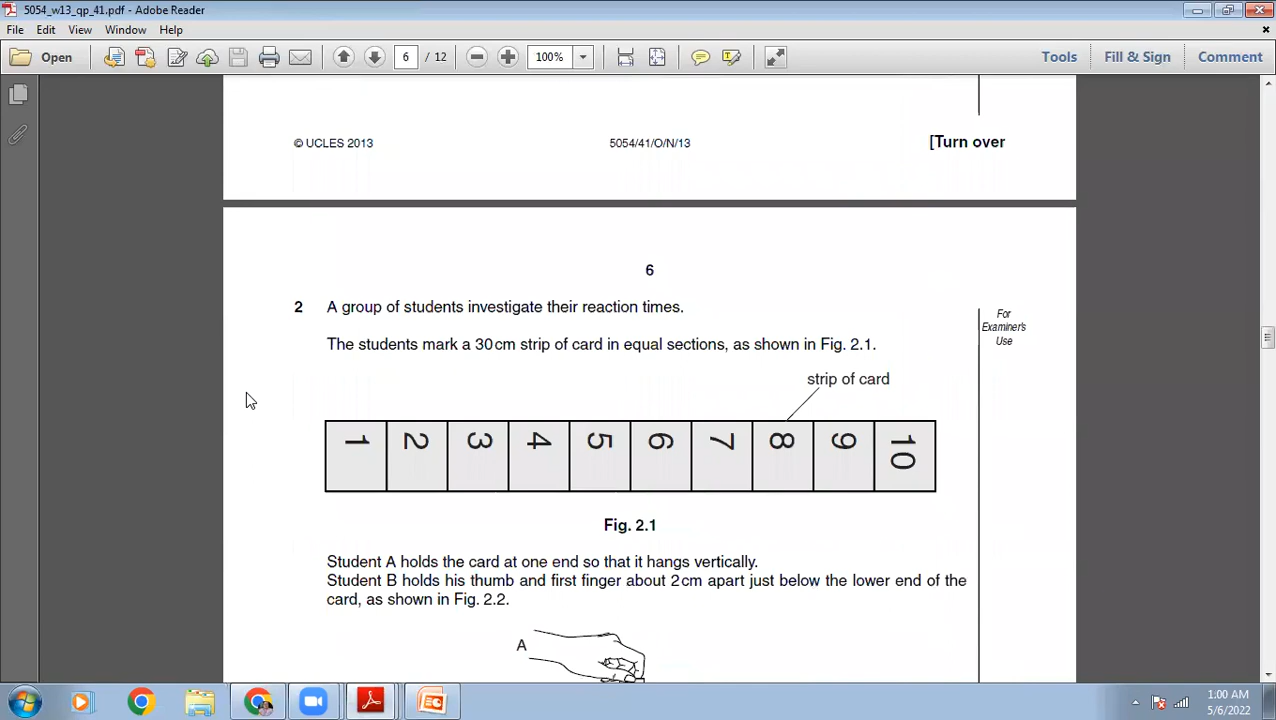 5054_w13_qp_41.pdf - Adobe Reader
File Edit View Window Help
Open 6 / 12 100% Tools Fill & Sign Comment
© UCLES 2013 5054/41/O/N/13 [Turn over
6
2 A group of students investigate their reaction times.
For
Examiner's
Use
The students mark a 30 cm strip of card in equal sections, as shown in Fig. 2.1.
strip of card
1 2 3 4 5 6 7 8 9 10
Fig. 2.1
Student A holds the card at one end so that it hangs vertically.
Student B holds his thumb and first finger about 2 cm apart just below the lower end of the
card, as shown in Fig. 2.2.
A
1:00 AM
5/6/2022